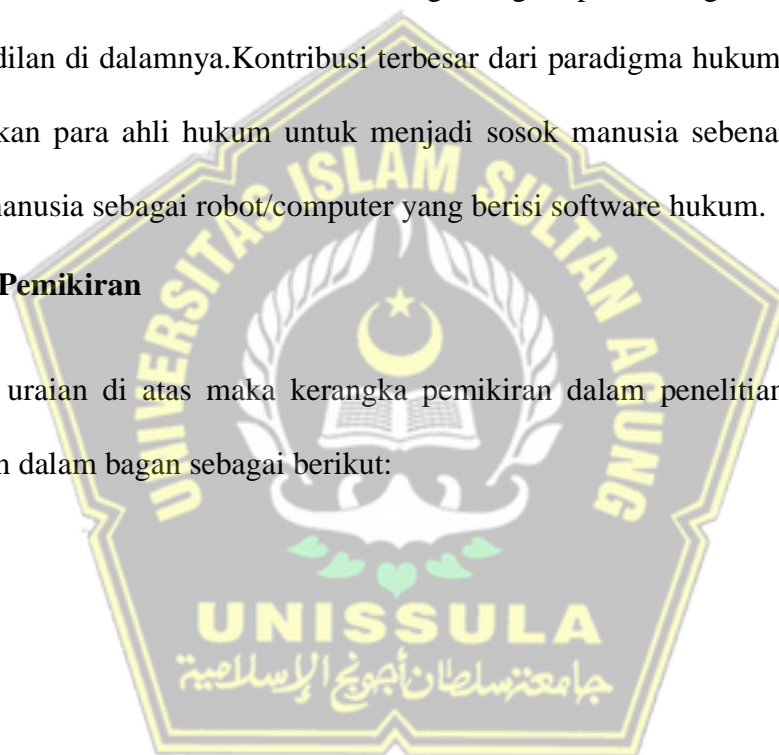 dilan di dalamnya.Kontribusi terbesar dari paradigma hukum
kan para ahli hukum untuk menjadi sosok manusia sebena
nanusia sebagai robot/computer yang berisi software hukum.
Pemikiran
uraian di atas maka kerangka pemikiran dalam penelitian
n dalam bagan sebagai berikut:
UNIVERSITAS ISLAM SULTAN AGUNG
UNISSULA
جامعة سلطان أجونج الإسلامية